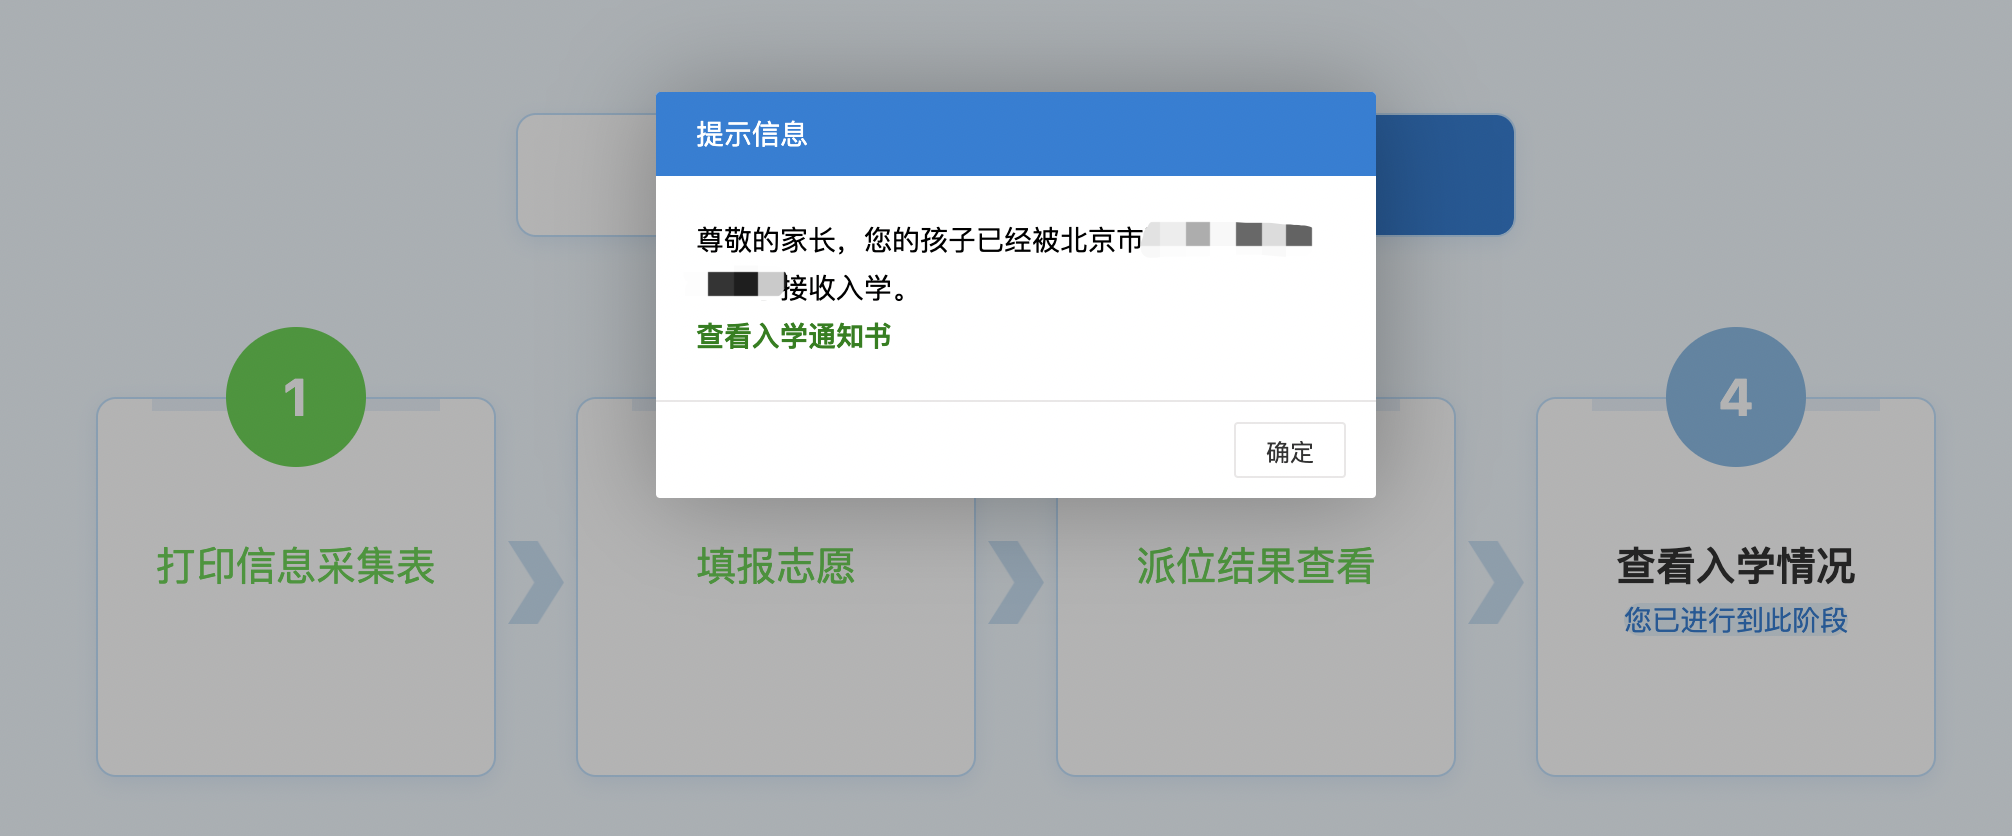 提示信息
尊敬的家长，您的孩子已经被北京市
接收入学。
查看入学通知书
确定
1
4
打印信息采集表
填报志愿
派位结果查看
查看入学情况
您已进行到此阶段